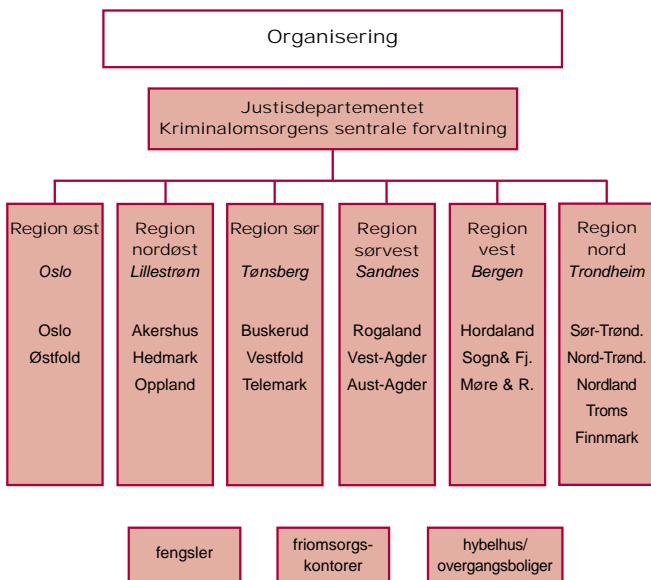 Organisering
Justisdepartementet
Kriminalomsorgens sentrale forvaltning
Region øst
Oslo
Oslo
Østfold
Region
nordøst
Lillestrøm
Akershus
Hedmark
Oppland
Region sør
Tønsberg
Buskerud
Vestfold
Telemark
Region
sørvest
Sandnes
Rogaland
Vest-Agder
Aust-Agder
Region
vest
Bergen
Hordaland
Sogn& Fj.
Møre & R.
Region
nord
Trondheim
Sør-Trønd.
Nord-Trønd.
Nordland
Troms
Finnmark
fengsler
friomsorgs-
kontorer
hybelhus/
overgangsboliger